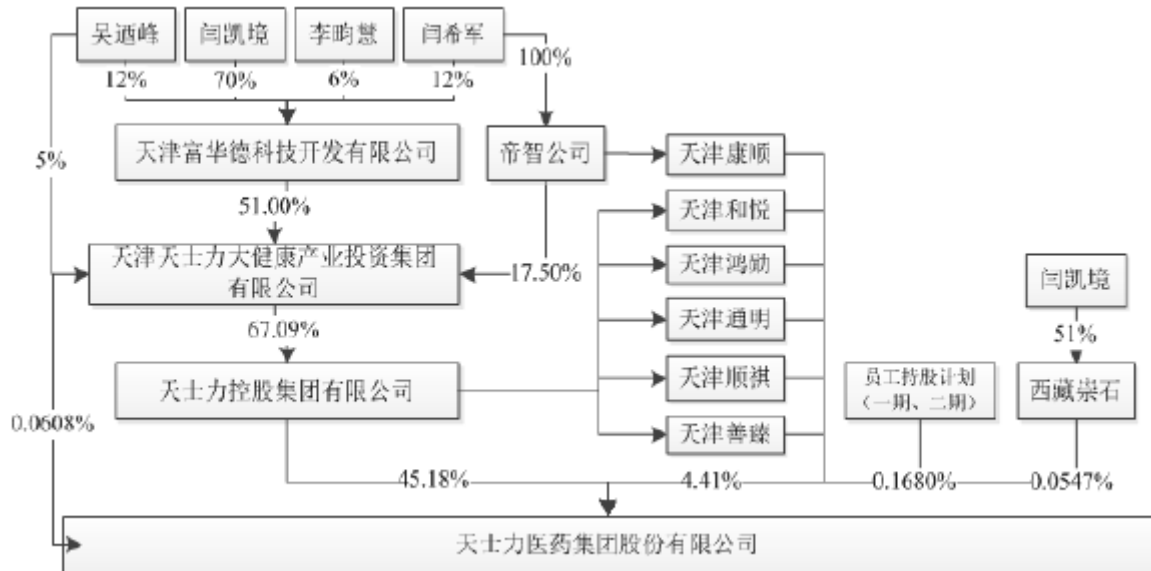 吴迺峰
闫凯境
李畇慧
闫希军
12%
70%
6%
12%
100%
5%
天津富华德科技开发有限公司
帝智公司
天津康顺
51.00%
天津和悦
天津天士力大健康产业投资集团
有限公司
17.50%
天津鸿勋
闫凯境
67.09%
天津通明
51%
天士力控股集团有限公司
天津顺祺
员工持股计划
（一期、二期）
西藏崇石
0.0608%
天津善臻
45.18%
4.41%
0.1680%
0.0547%
天士力医药集团股份有限公司